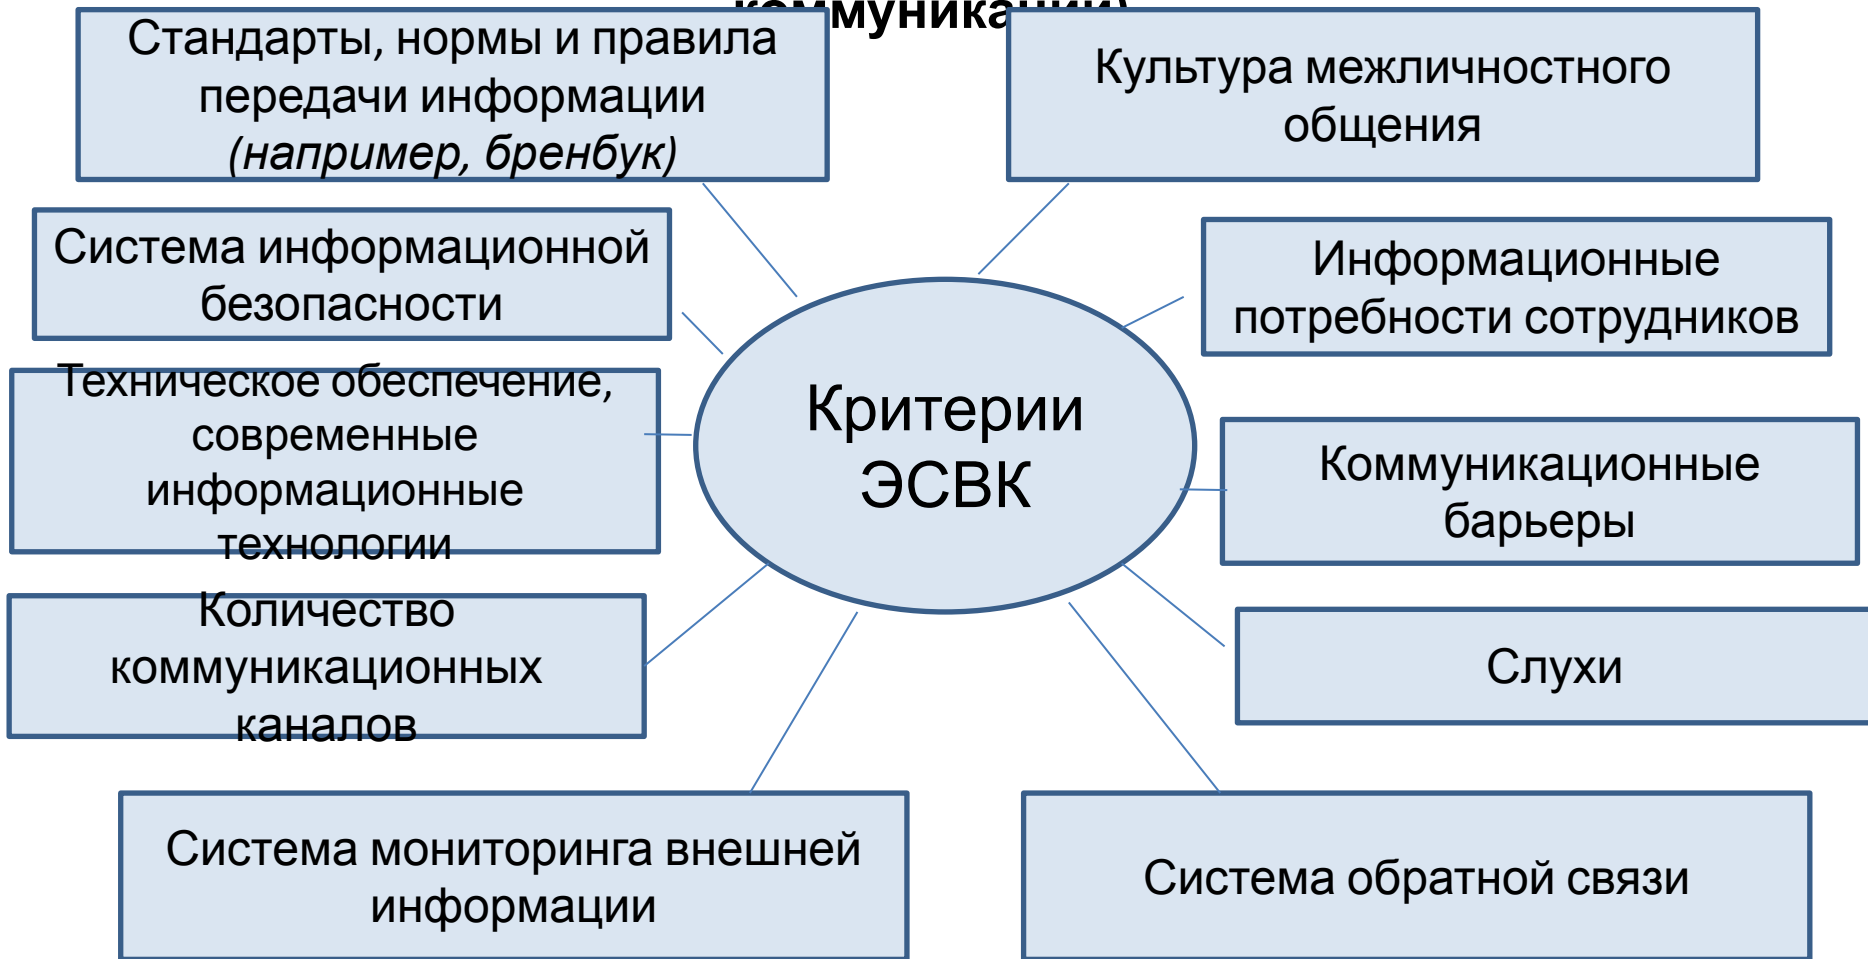 коммуникации)
Стандарты, нормы и правила
передачи информации
(например, бренбук)
Культура межличностного
общения
Система информационной
безопасности
Информационные
потребности сотрудников
Техническое обеспечение,
современные
информационные
технологии
Критерии
ЭСВК
Коммуникационные
барьеры
Количество
коммуникационных
каналов
Слухи
Система мониторинга внешней
информации
Система обратной связи